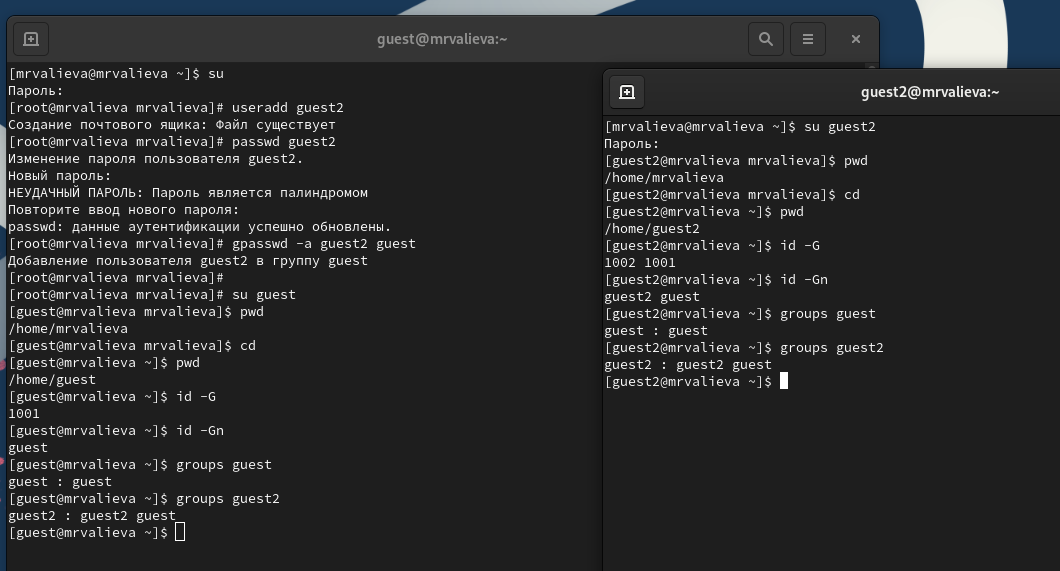 guest@mrvalieva:~
[mrvalieva@mrvalieva ~]$ su
Пароль:
[root@mrvalieva mrvalieva]# useradd guest2
Создание почтового ящика: Файл существует
[root@mrvalieva mrvalieva]# passwd guest2
Изменение пароля пользователя guest2.
Новый пароль:
НЕУДАЧНЫЙ ПАРОЛЬ: Пароль является палиндромом
Повторите ввод нового пароля:
passwd: данные аутентификации успешно обновлены.
[root@mrvalieva mrvalieva]# gpasswd -a guest2 guest
Добавление пользователя guest2 в группу guest
[root@mrvalieva mrvalieva]#
[root@mrvalieva mrvalieva]# su guest
[guest@mrvalieva mrvalieva]$ pwd
/home/mrvalieva
[guest@mrvalieva mrvalieva]$ cd
[guest@mrvalieva ~]$ pwd
/home/guest
[guest@mrvalieva ~]$ id -G
1001
[guest@mrvalieva ~]$ id -Gn
guest
[guest@mrvalieva ~]$ groups guest
guest : guest
[guest@mrvalieva ~]$ groups guest2
guest2 : guest2 guest
[guest@mrvalieva ~]$
guest2@mrvalieva:~
[mrvalieva@mrvalieva ~]$ su guest2
Пароль:
[guest2@mrvalieva mrvalieva]$ pwd
/home/mrvalieva
[guest2@mrvalieva mrvalieva]$ cd
[guest2@mrvalieva ~]$ pwd
/home/guest2
[guest2@mrvalieva ~]$ id -G
1002 1001
[guest2@mrvalieva ~]$ id -Gn
guest2 guest
[guest2@mrvalieva ~]$ groups guest
guest : guest
[guest2@mrvalieva ~]$ groups guest2
guest2 : guest2 guest
[guest2@mrvalieva ~]$